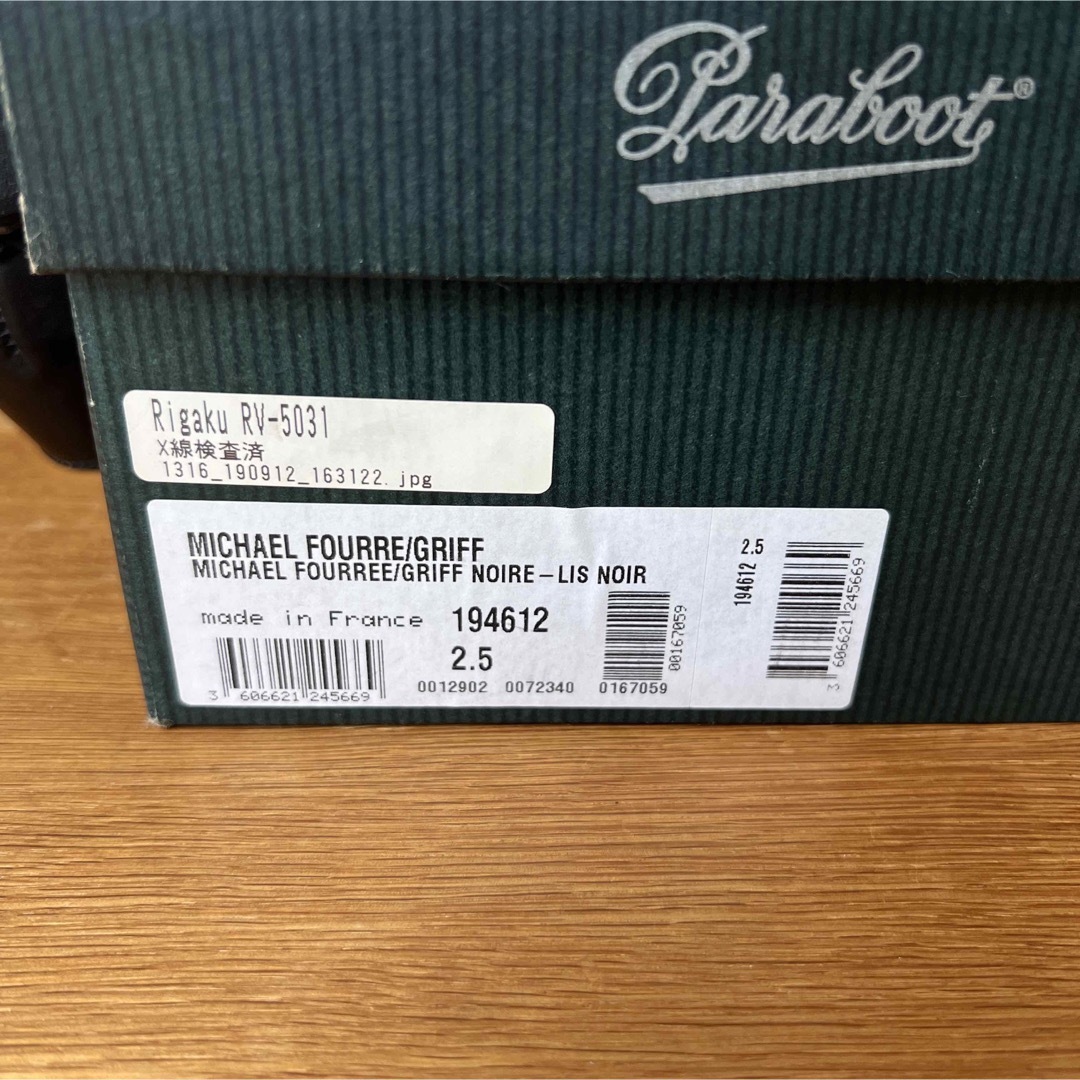 Paraboot®
Rigaku RV-5031
X線検査済
1316_190912_163122.jpg
MICHAEL FOURRE/GRIFF
MICHAEL FOURREE/GRIFF NOIRE – LIS NOIR
made in France 194612
2.5
3 606621 245669
0012902 0072340 0167059
00167059
2.5
194612
3 606621 245669